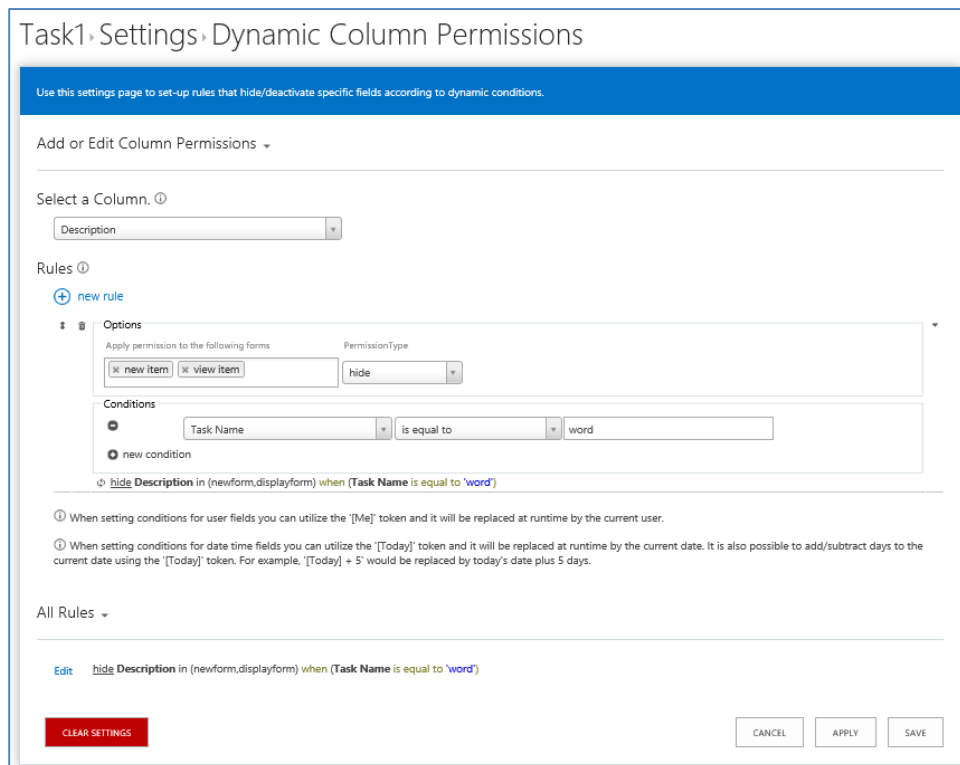 Task1 › Settings › Dynamic Column Permissions
Use this settings page to set-up rules that hide/deactivate specific fields according to dynamic conditions.
Add or Edit Column Permissions
Select a Column.
Description
Rules
new rule
Options
Apply permission to the following forms PermissionType
new item view item hide
Conditions
Task Name is equal to word
new condition
hide Description in (newform,displayform) when (Task Name is equal to 'word')
When setting conditions for user fields you can utilize the '[Me]' token and it will be replaced at runtime by the current user.
When setting conditions for date time fields you can utilize the '[Today]' token and it will be replaced at runtime by the current date. It is also possible to add/subtract days to the
current date using the '[Today]' token. For example, '[Today] + 5' would be replaced by today's date plus 5 days.
All Rules
Edit hide Description in (newform,displayform) when (Task Name is equal to 'word')
CLEAR SETTINGS CANCEL APPLY SAVE